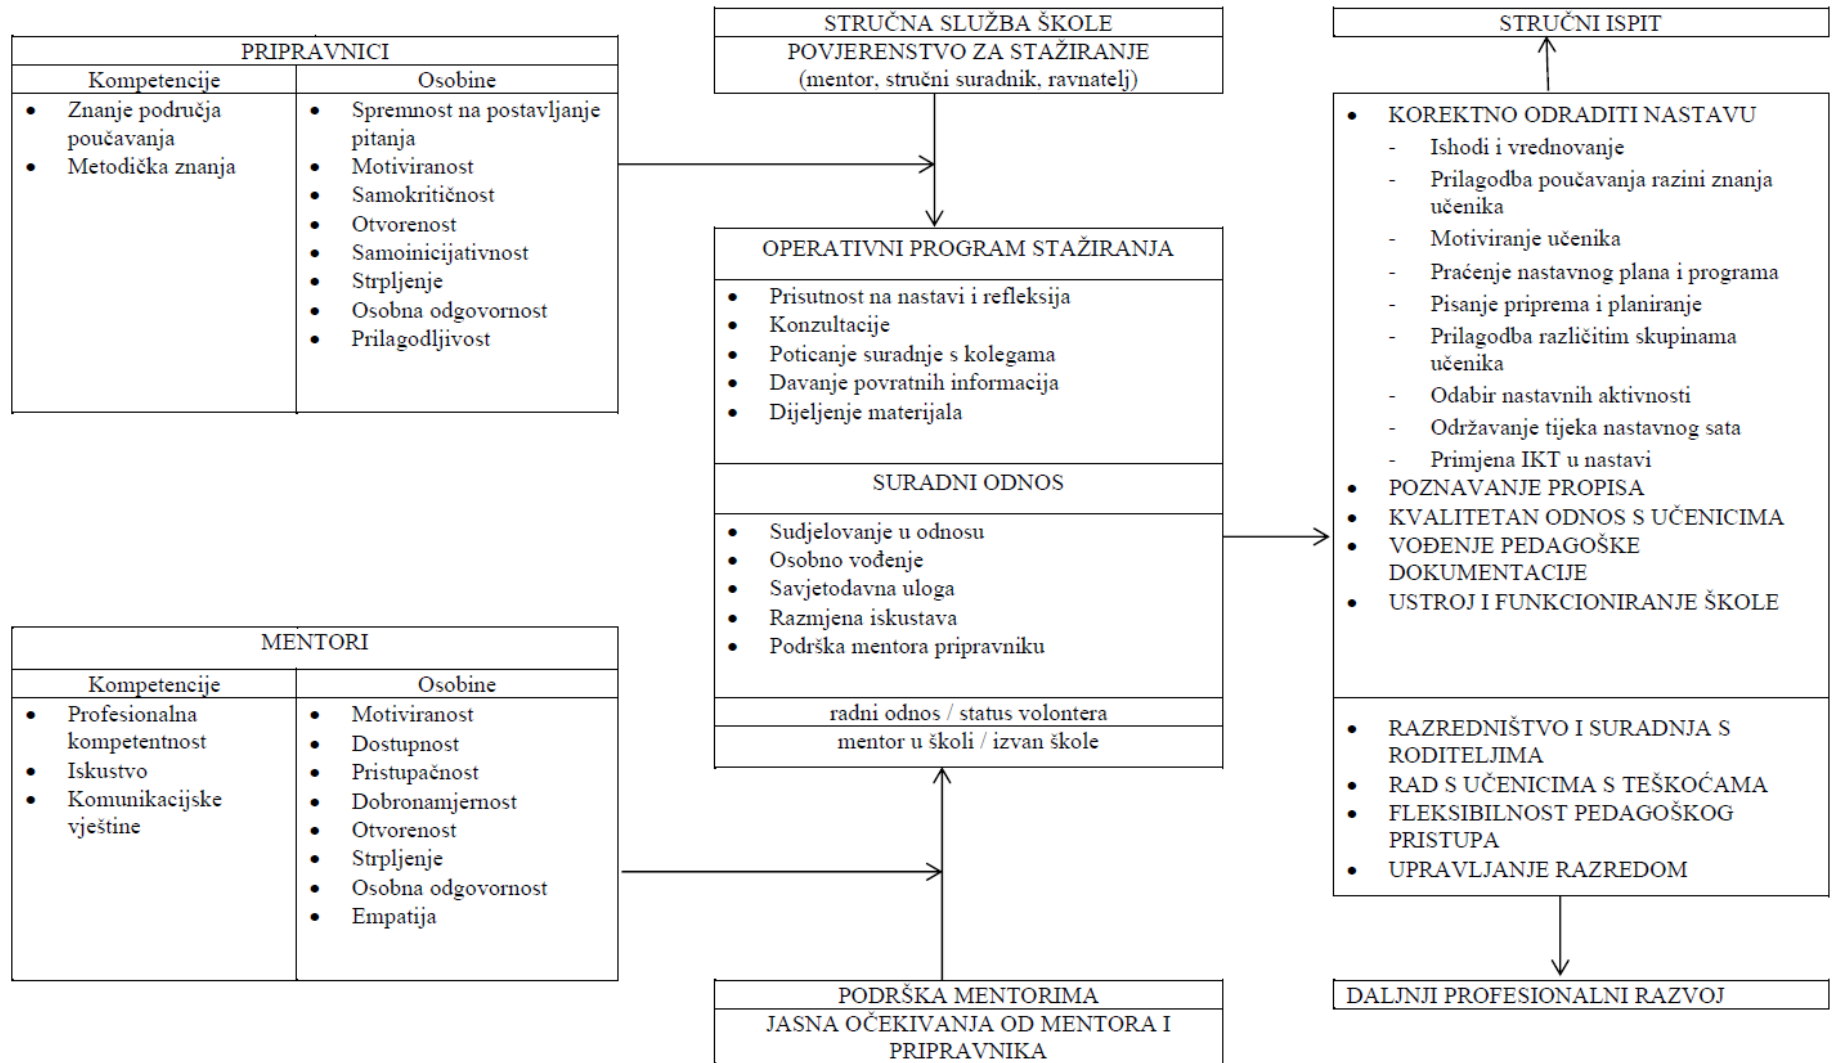 PRIPRAVNICI
Kompetencije
Osobine
• Znanje područja
poučavanja
• Metodička znanja
• Spremnost na postavljanje
pitanja
• Motiviranost
• Samokritičnost
• Otvorenost
• Samoinicijativnost
• Strpljenje
• Osobna odgovornost
• Prilagodljivost
MENTORI
Kompetencije
Osobine
• Profesionalna
kompetentnost
• Iskustvo
• Komunikacijske
vještine
• Motiviranost
• Dostupnost
• Pristupačnost
• Dobronamjernost
• Otvorenost
• Strpljenje
• Osobna odgovornost
• Empatija
STRUČNA SLUŽBA ŠKOLE
POVJERENSTVO ZA STAŽIRANJE
(mentor, stručni suradnik, ravnatelj)
OPERATIVNI PROGRAM STAŽIRANJA
• Prisutnost na nastavi i refleksija
• Konzultacije
• Poticanje suradnje s kolegama
• Davanje povratnih informacija
• Dijeljenje materijala
SURADNI ODNOS
• Sudjelovanje u odnosu
• Osobno vođenje
• Savjetodavna uloga
• Razmjena iskustava
• Podrška mentora pripravniku
radni odnos / status volontera
mentor u školi / izvan škole
PODRŠKA MENTORIMA
JASNA OČEKIVANJA OD MENTORA I
PRIPRAVNIKA
STRUČNI ISPIT
• KOREKTNO ODRADITI NASTAVU
- Ishodi i vrednovanje
- Prilagodba poučavanja razini znanja
učenika
- Motiviranje učenika
- Praćenje nastavnog plana i programa
- Pisanje priprema i planiranje
- Prilagodba različitim skupinama
učenika
- Odabir nastavnih aktivnosti
- Održavanje tijeka nastavnog sata
- Primjena IKT u nastavi
• POZNAVANJE PROPISA
• KVALITETAN ODNOS S UČENICIMA
• VOĐENJE PEDAGOŠKE
DOKUMENTACIJE
• USTROJ I FUNKCIONIRANJE ŠKOLE
• RAZREDNIŠTVO I SURADNJA S
RODITELJIMA
• RAD S UČENICIMA S TEŠKOĆAMA
• FLEKSIBILNOST PEDAGOŠKOG
PRISTUPA
• UPRAVLJANJE RAZREDOM
DALJNJI PROFESIONALNI RAZVOJ